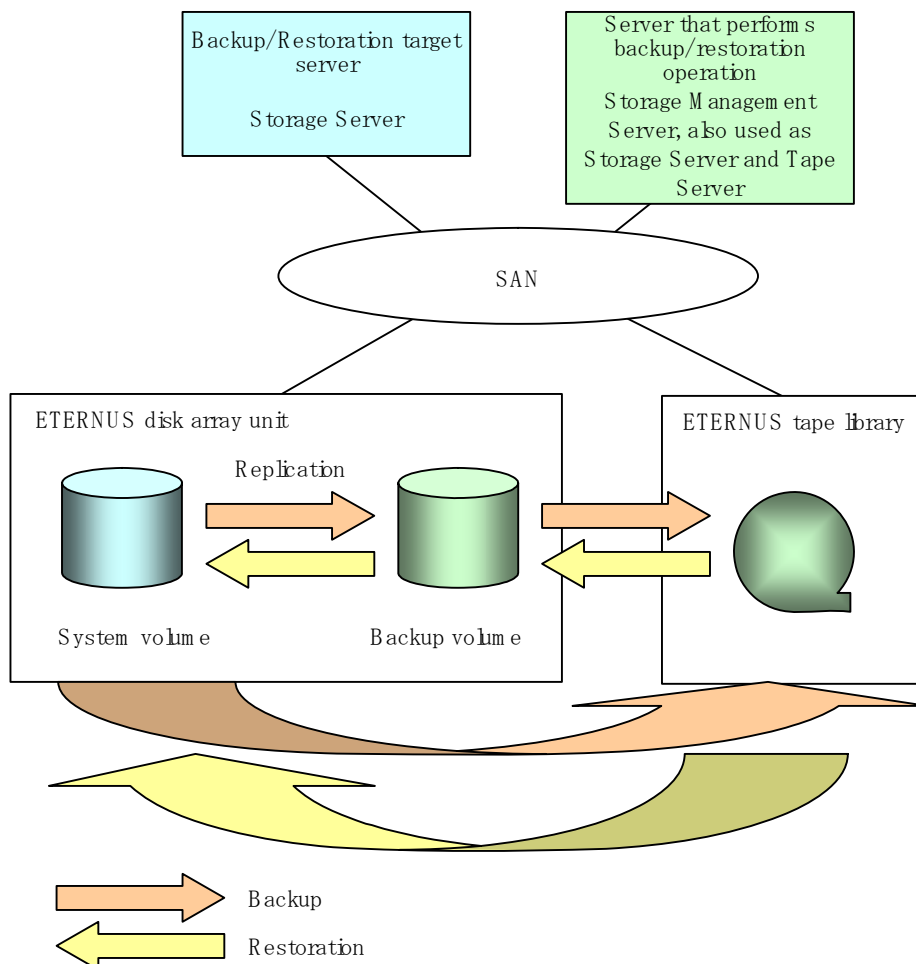 Backup/Restoration target
server
Storage Server
Server that performs
backup/restoration
operation
Storage Management
Server, also used as
Storage Server and Tape
Server
SAN
ETERNUS disk array unit
ETERNUS tape library
Replication
System volume
Backup volume
Backup
Restoration